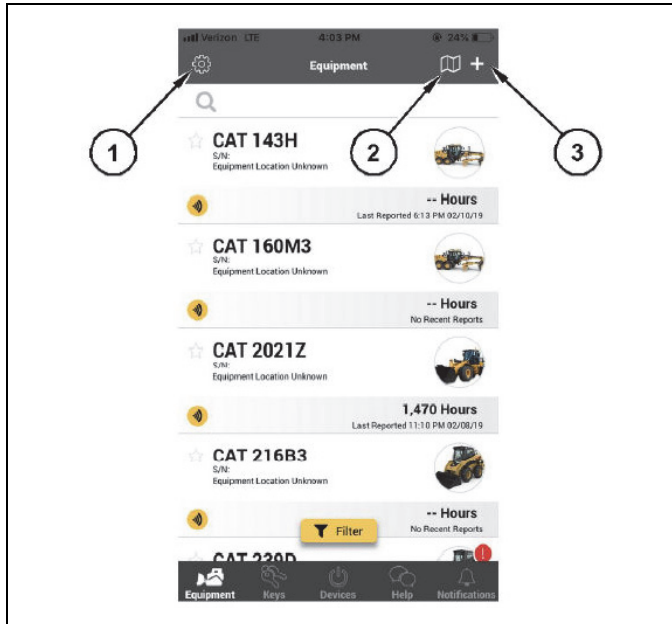 Verizon LTE 4:03 PM 24%
Equipment
1 2 3
CAT 143H
S/N:
Equipment Location Unknown
-- Hours
Last Reported 6:13 PM 02/10/19
CAT 160M3
S/N:
Equipment Location Unknown
-- Hours
No Recent Reports
CAT 2021Z
S/N:
Equipment Location Unknown
1,470 Hours
Last Reported 11:10 PM 02/08/19
CAT 216B3
S/N:
Equipment Location Unknown
-- Hours
Filter No Recent Reports
CAT 239D
Equipment Keys Devices Help Notifications